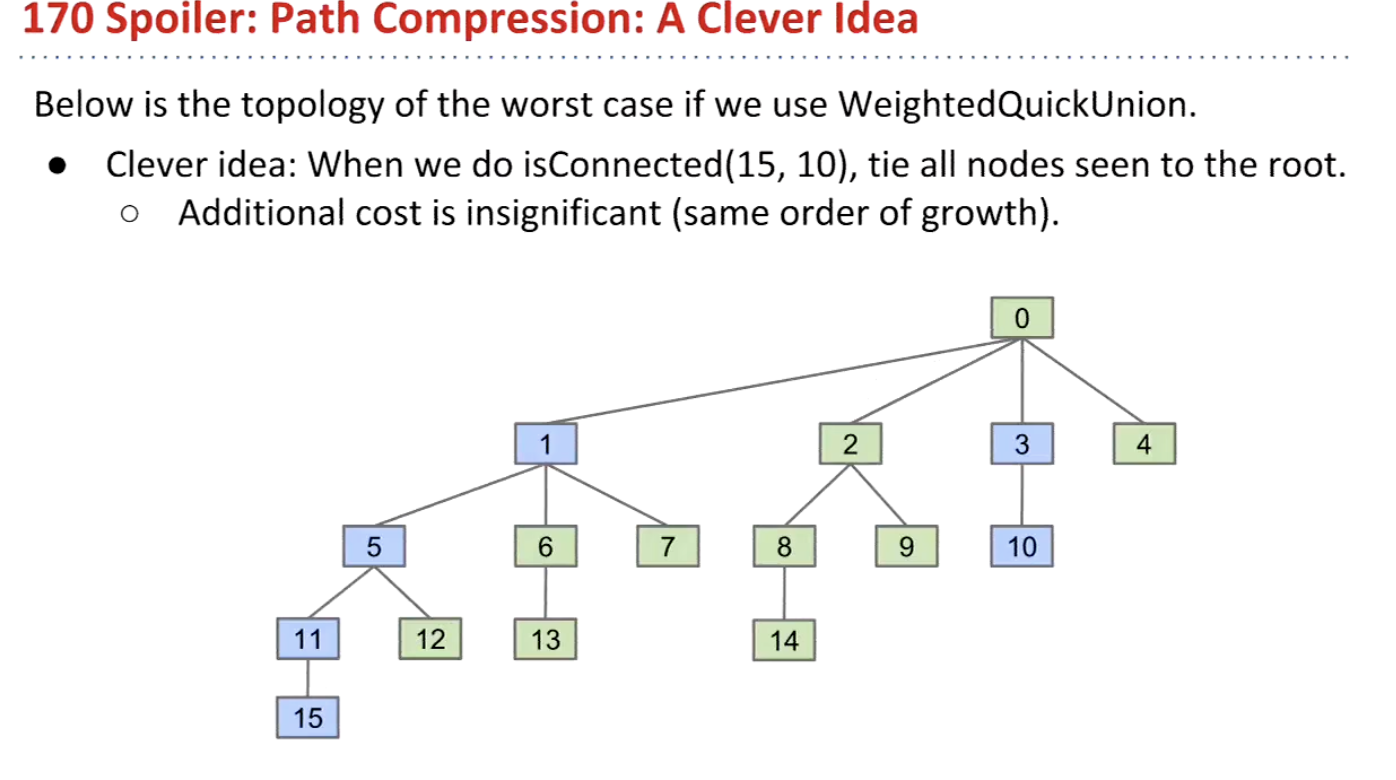 170 Spoiler: Path Compression: A Clever Idea
Below is the topology of the worst case if we use WeightedQuickUnion.
● Clever idea: When we do isConnected(15, 10), tie all nodes seen to the root.
○ Additional cost is insignificant (same order of growth).
0
1 2 3 4
5 6 7 8 9 10
11 12 13 14
15